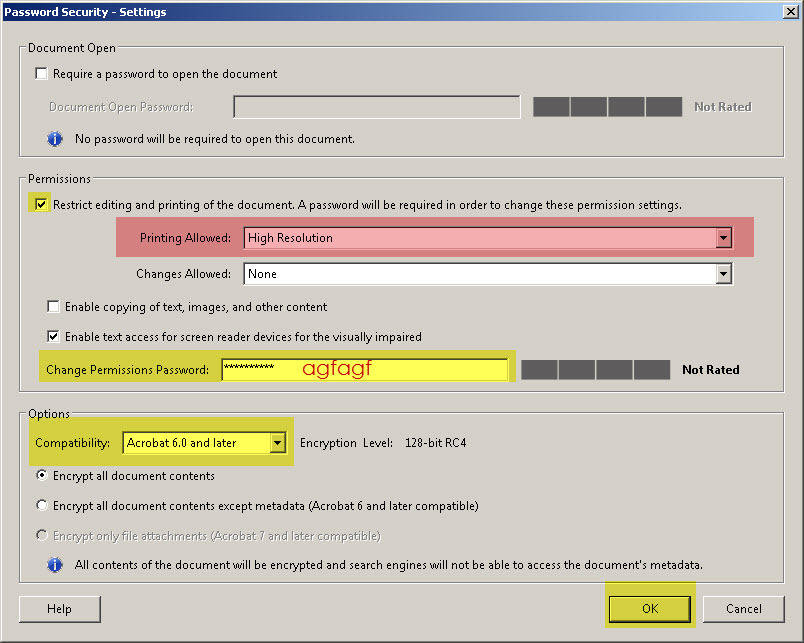 Password Security - Settings
Document Open
Require a password to open the document
Document Open Password: Not Rated
No password will be required to open this document.
Permissions
Restrict editing and printing of the document. A password will be required in order to change these permission settings.
Printing Allowed: High Resolution
Changes Allowed: None
Enable copying of text, images, and other content
Enable text access for screen reader devices for the visually impaired
Change Permissions Password: ********** agfagf Not Rated
Options
Compatibility: Acrobat 6.0 and later Encryption Level: 128-bit RC4
Encrypt all document contents
Encrypt all document contents except metadata (Acrobat 6 and later compatible)
Encrypt only file attachments (Acrobat 7 and later compatible)
All contents of the document will be encrypted and search engines will not be able to access the document's metadata.
Help OK Cancel